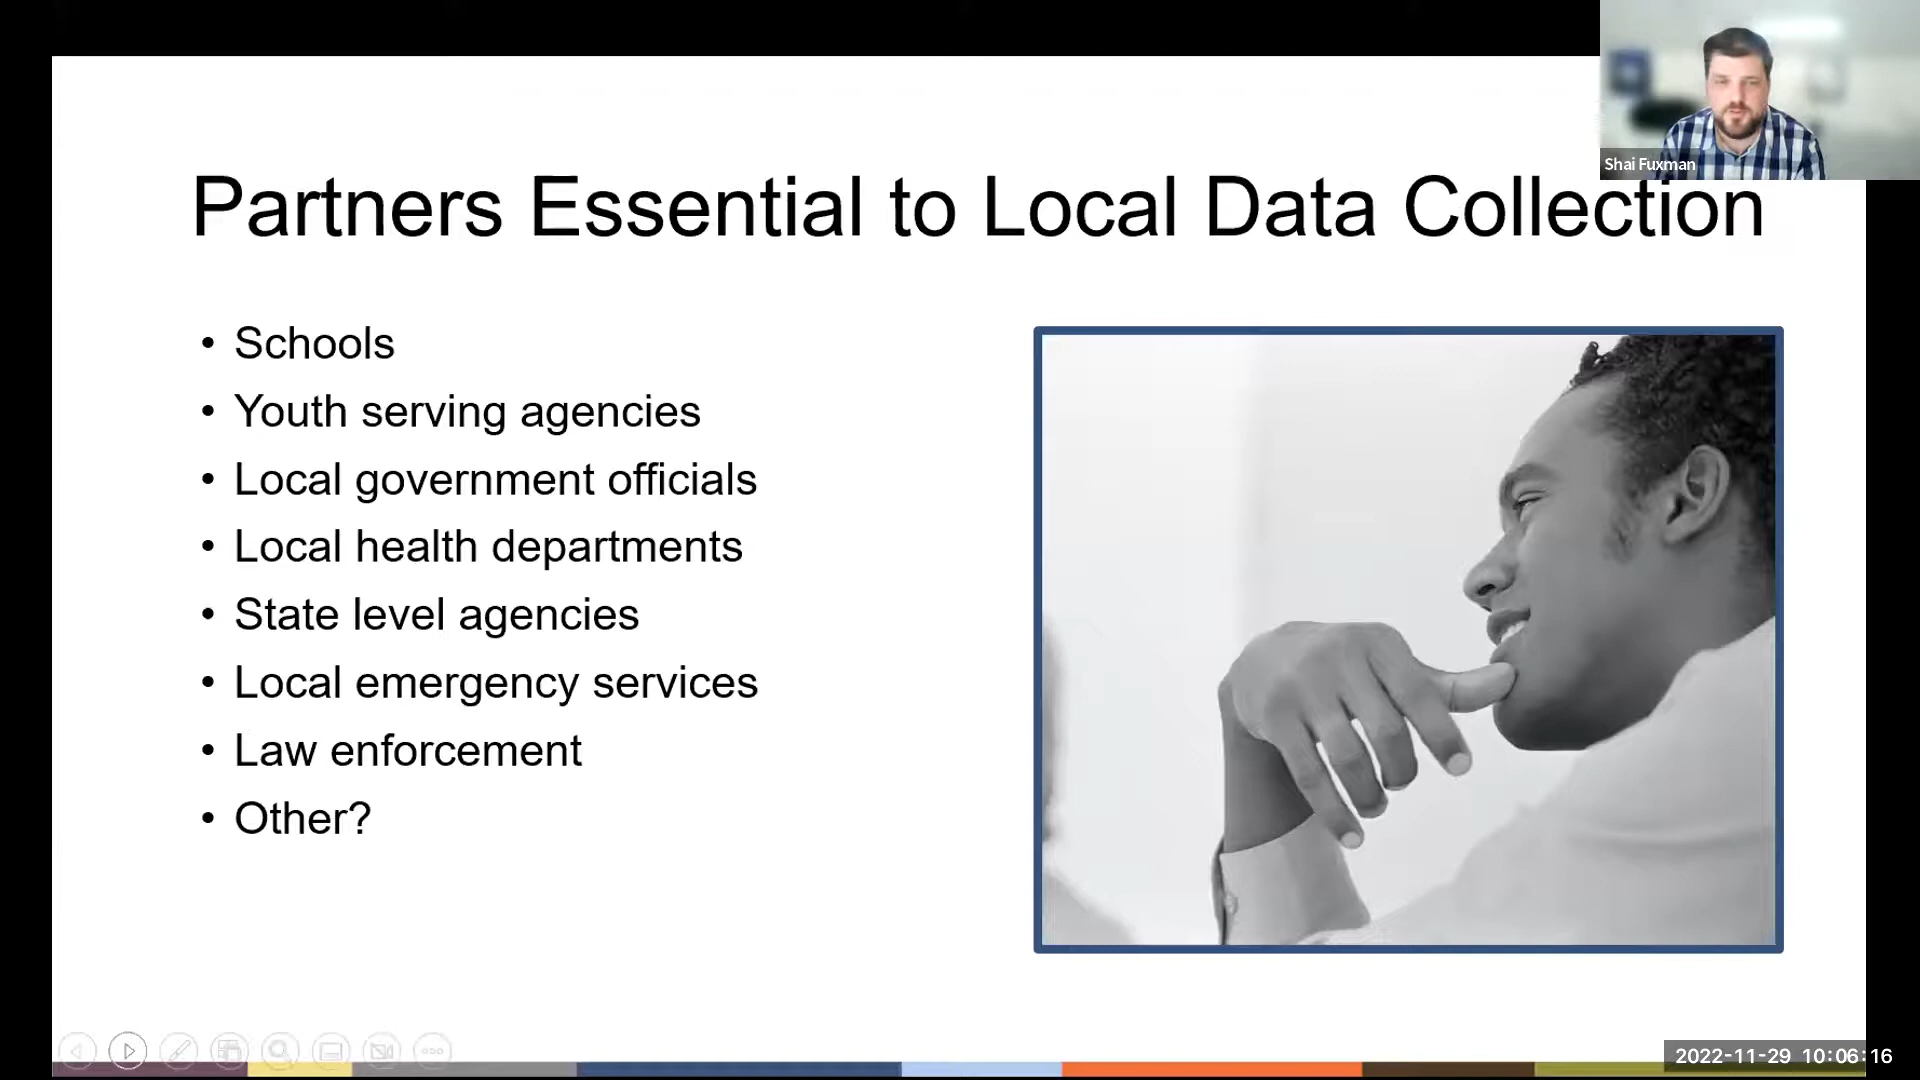 Shai Fuxman
Partners Essential to Local Data Collection
• Schools
• Youth serving agencies
• Local government officials
• Local health departments
• State level agencies
• Local emergency services
• Law enforcement
• Other?
2022-11-29 10:06:16